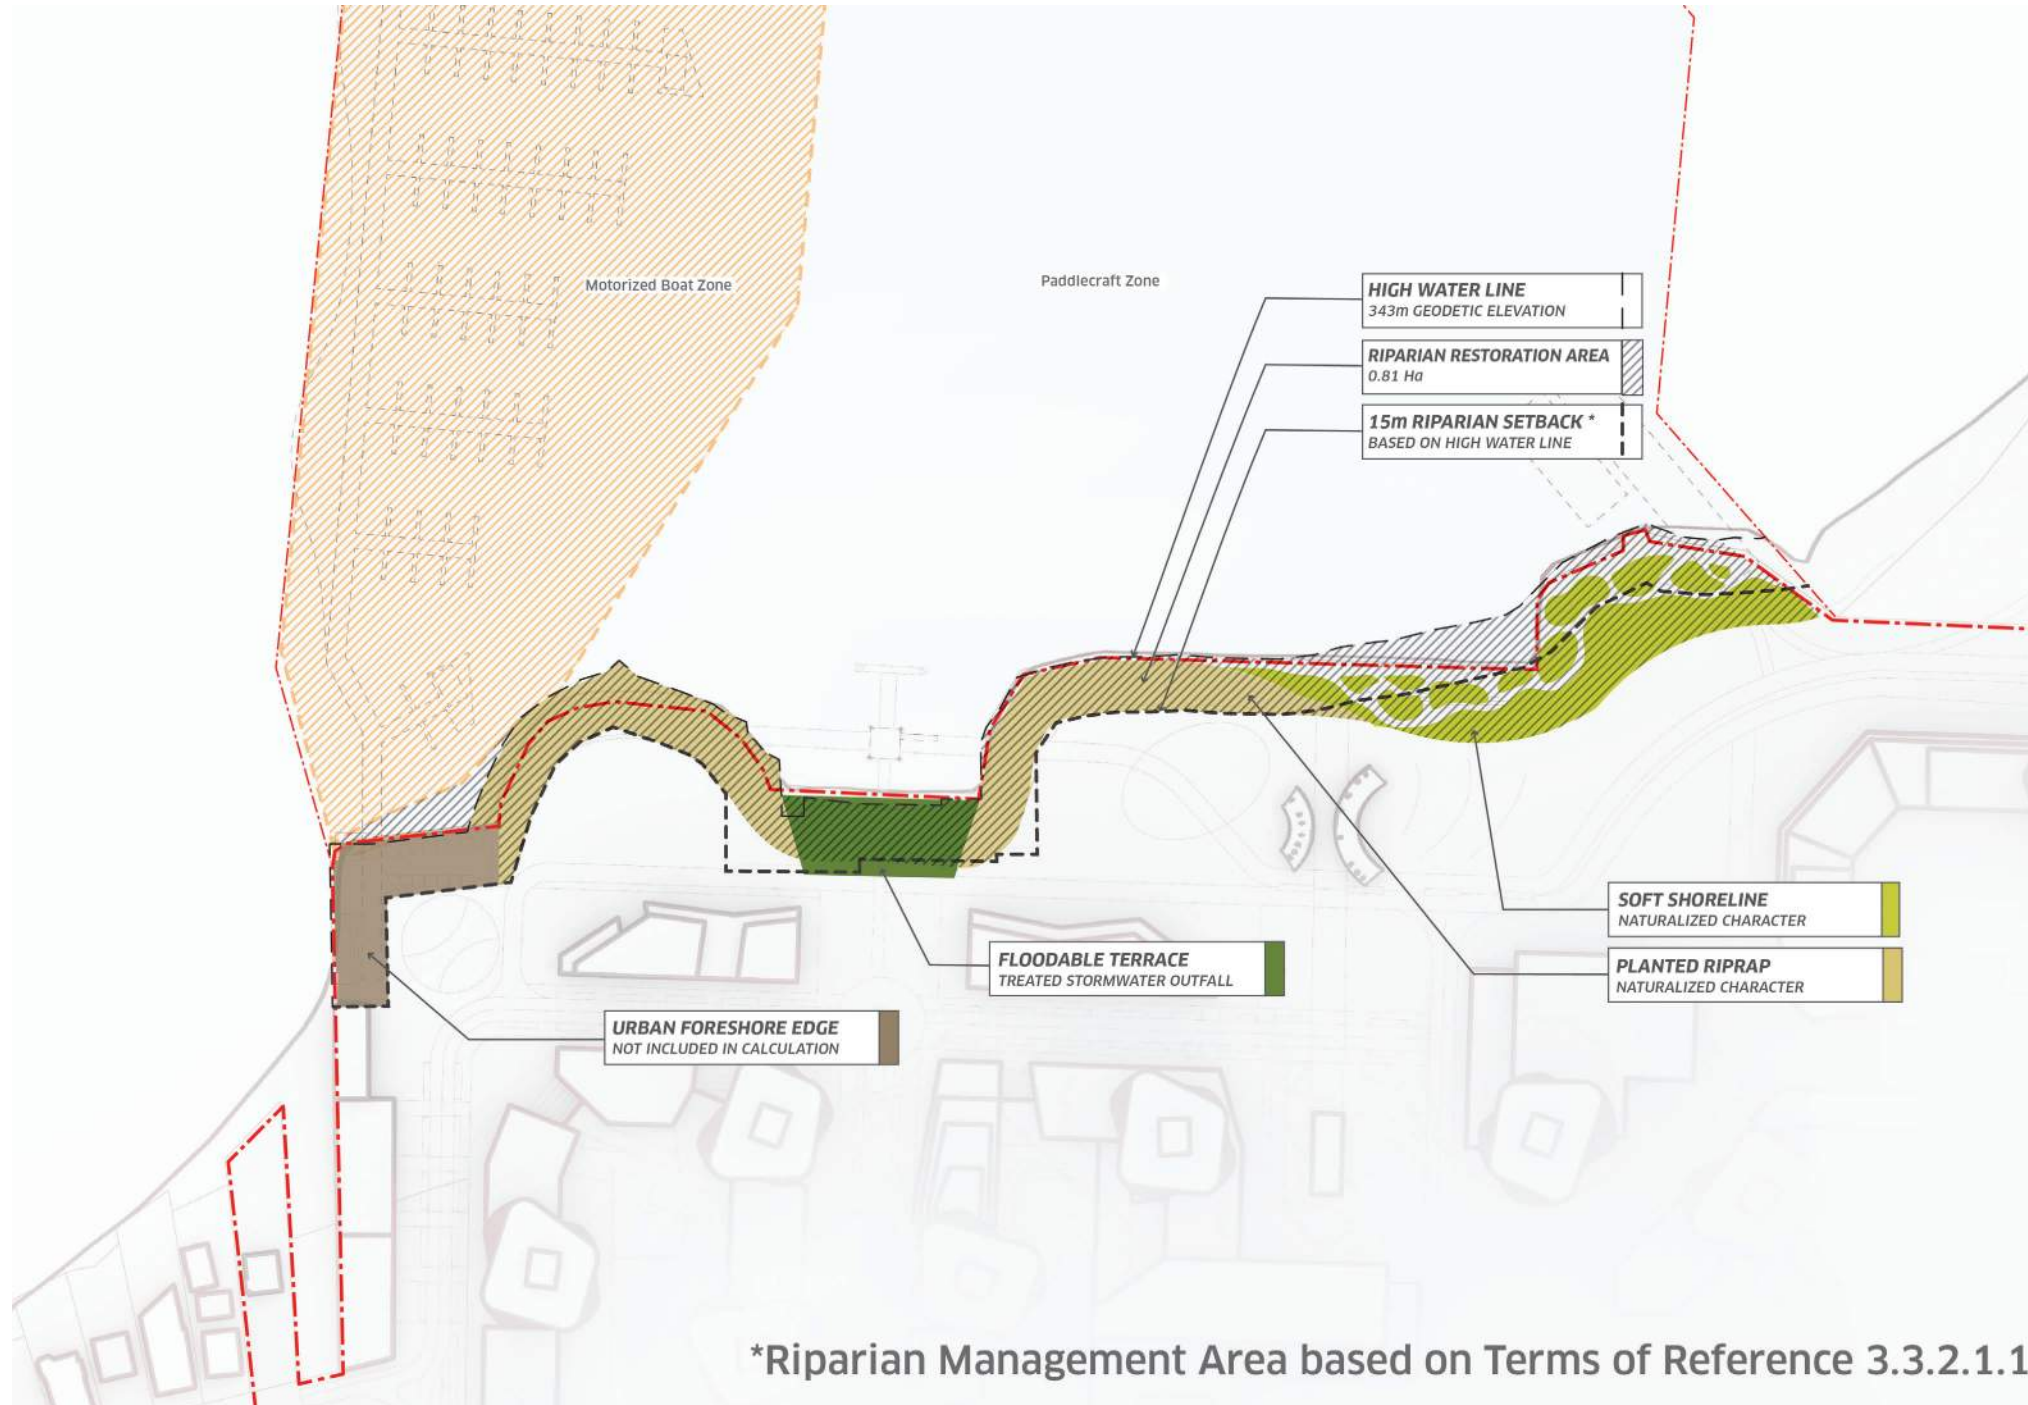 Motorized Boat Zone
Paddlecraft Zone
HIGH WATER LINE
343m GEODETIC ELEVATION
RIPARIAN RESTORATION AREA
0.81 Ha
15m RIPARIAN SETBACK *
BASED ON HIGH WATER LINE
SOFT SHORELINE
NATURALIZED CHARACTER
FLOODABLE TERRACE
TREATED STORMWATER OUTFALL
PLANTED RIPRAP
NATURALIZED CHARACTER
URBAN FORESHORE EDGE
NOT INCLUDED IN CALCULATION
*Riparian Management Area based on Terms of Reference 3.3.2.1.1